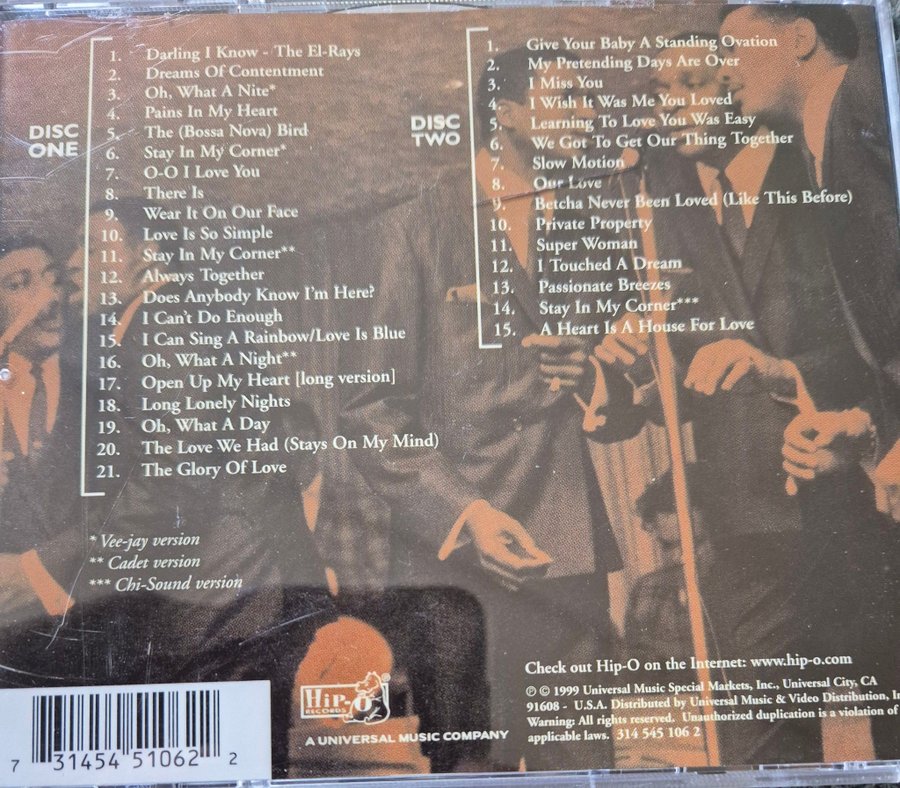 DISC
ONE
1. Darling I Know - The El-Rays
2. Dreams Of Contentment
3. Oh, What A Nite*
4. Pains In My Heart
5. The (Bossa Nova) Bird
6. Stay In My Corner*
7. O-O I Love You
8. There Is
9. Wear It On Our Face
10. Love Is So Simple
11. Stay In My Corner**
12. Always Together
13. Does Anybody Know I'm Here?
14. I Can't Do Enough
15. I Can Sing A Rainbow/Love Is Blue
16. Oh, What A Night**
17. Open Up My Heart [long version]
18. Long Lonely Nights
19. Oh, What A Day
20. The Love We Had (Stays On My Mind)
21. The Glory Of Love
* Vee-jay version
** Cadet version
*** Chi-Sound version
DISC
TWO
1. Give Your Baby A Standing Ovation
2. My Pretending Days Are Over
3. I Miss You
4. I Wish It Was Me You Loved
5. Learning To Love You Was Easy
6. We Got To Get Our Thing Together
7. Slow Motion
8. Our Love
9. Betcha Never Been Loved (Like This Before)
10. Private Property
11. Super Woman
12. I Touched A Dream
13. Passionate Breezes
14. Stay In My Corner***
15. A Heart Is A House For Love
7 31454 51062 2
HIP-O
RECORDS
®
A UNIVERSAL MUSIC COMPANY
Check out Hip-O on the Internet: www.hip-o.com
℗ © 1999 Universal Music Special Markets, Inc., Universal City, CA
91608 - U.S.A. Distributed by Universal Music & Video Distribution, In
Warning: All rights reserved. Unauthorized duplication is a violation of
applicable laws. 314 545 106 2